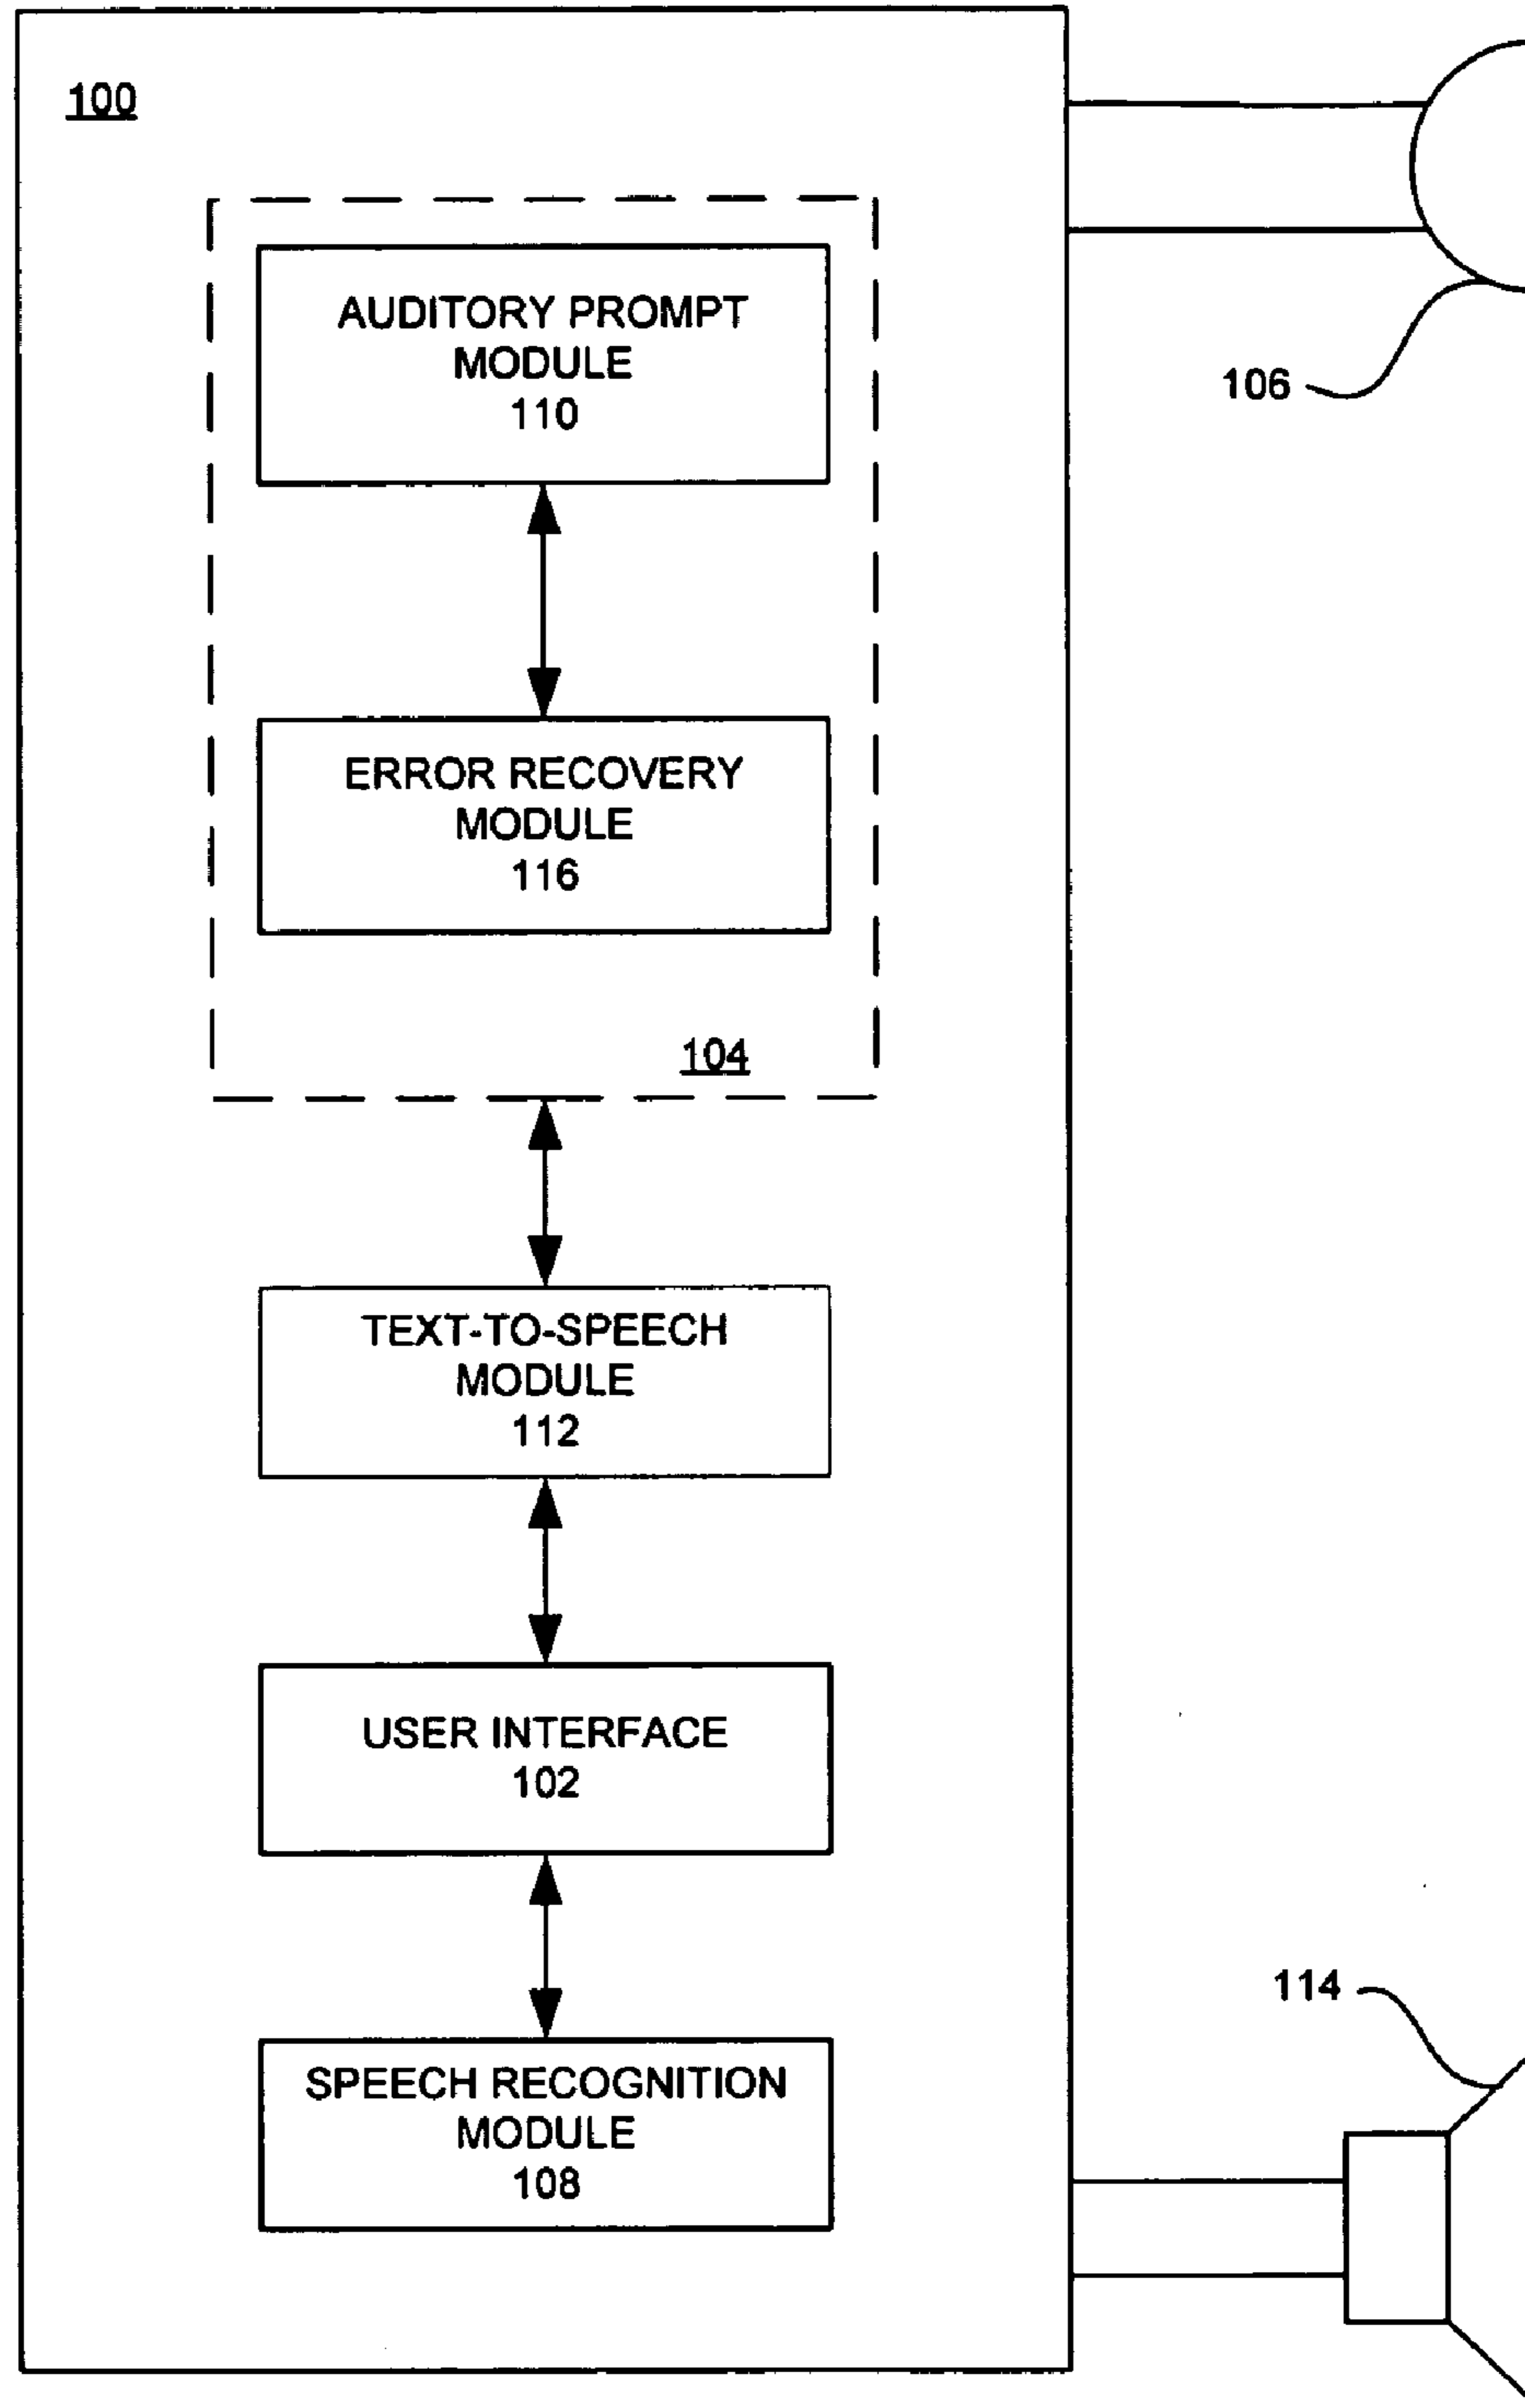 100
AUDITORY PROMPT
MODULE
110
106
ERROR RECOVERY
MODULE
116
104
TEXT-TO-SPEECH
MODULE
112
USER INTERFACE
102
114
SPEECH RECOGNITION
MODULE
108